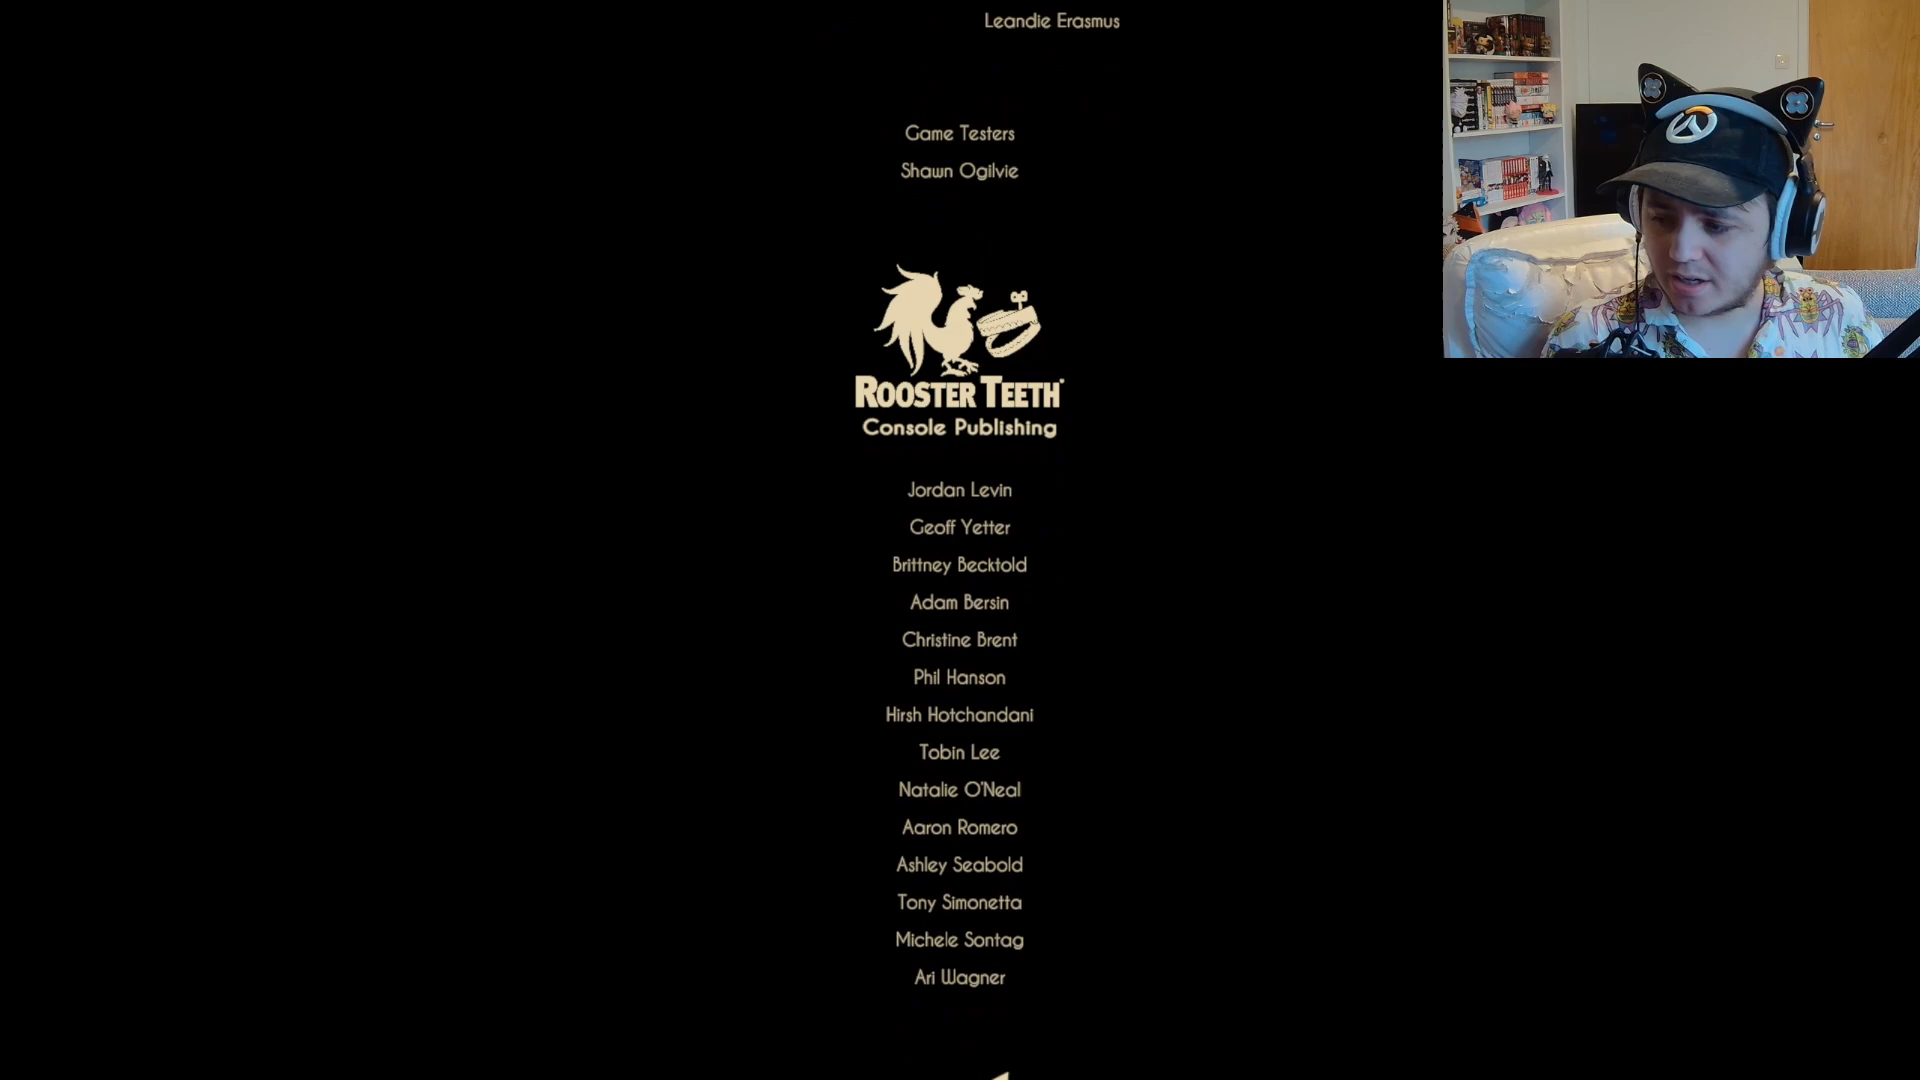 Leandie Erasmus
Game Testers
Shawn Ogilvie
ROOSTER TEETH
Console Publishing
Jordan Levin
Geoff Yetter
Brittney Becktold
Adam Bersin
Christine Brent
Phil Hanson
Hirsh Hotchandani
Tobin Lee
Natalie O'Neal
Aaron Romero
Ashley Seabold
Tony Simonetta
Michele Sontag
Ari Wagner